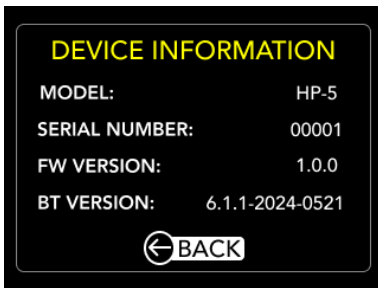 DEVICE INFORMATION
MODEL: HP-5
SERIAL NUMBER: 00001
FW VERSION: 1.0.0
BT VERSION: 6.1.1-2024-0521
BACK